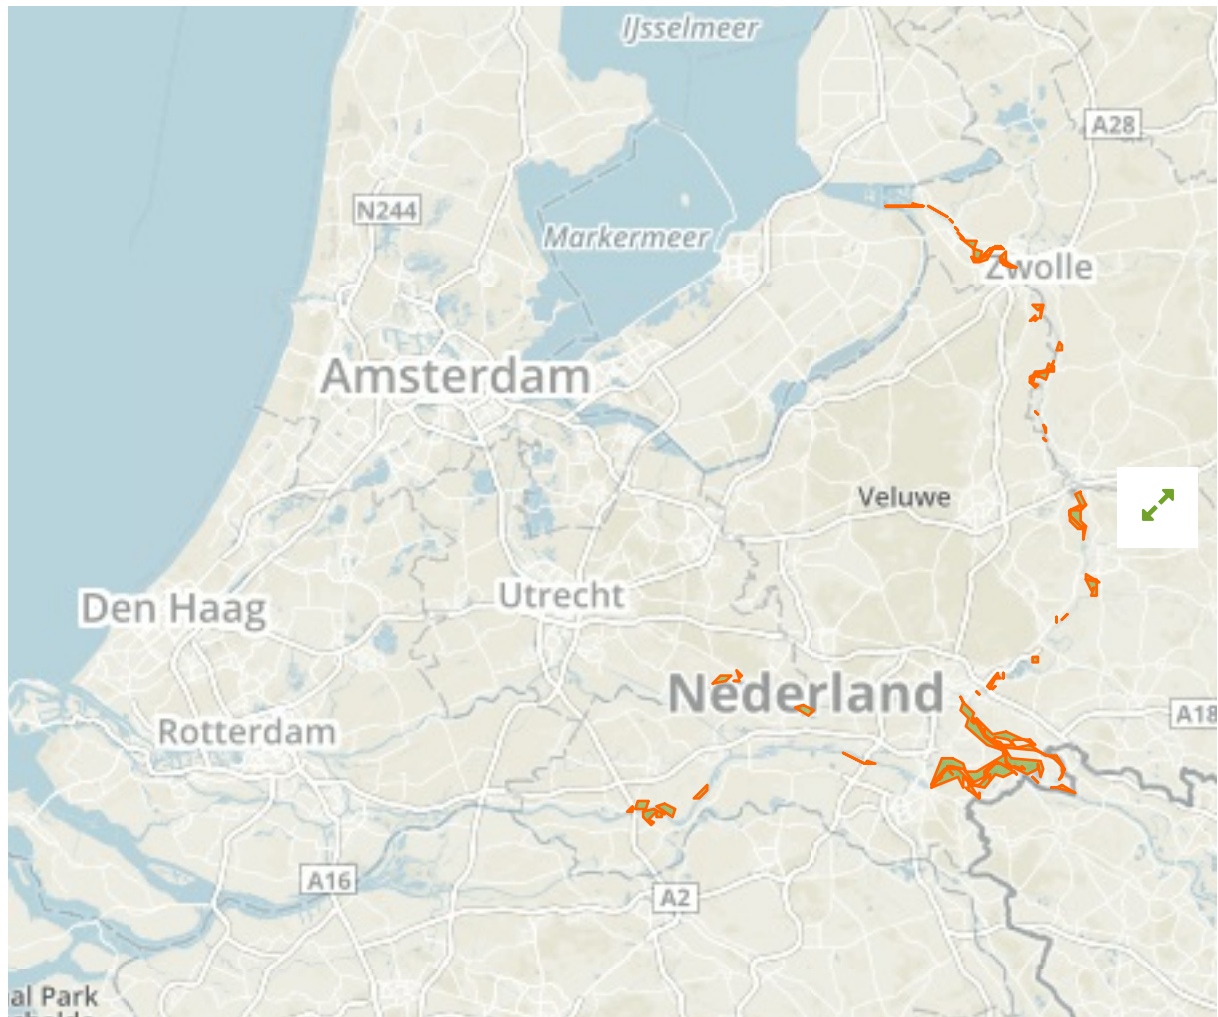 IJsselmeer
A28
N244
Markermeer
Zwolle
Amsterdam
Veluwe
Utrecht
Den Haag
Nederland
A18
Rotterdam
A16
A2
al Park